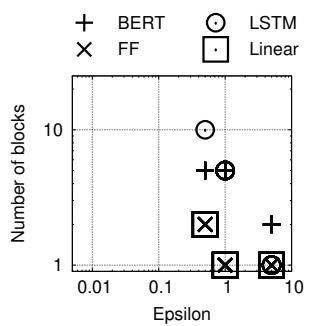 BERT LSTM
FF Linear
Number of blocks
10
1
0.01 0.1 1 10
Epsilon